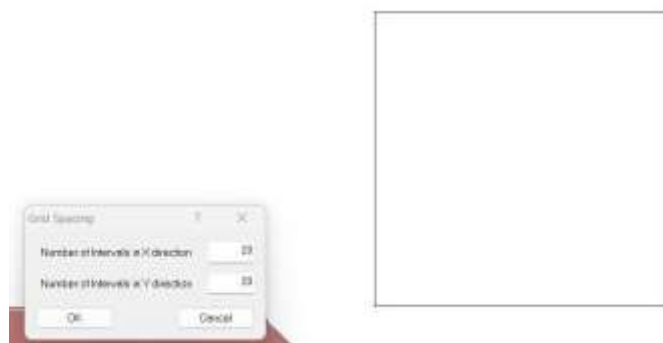 Grid Spacing ? ×
Number of Intervals in X direction
Number of Intervals in Y direction
OK Cancel